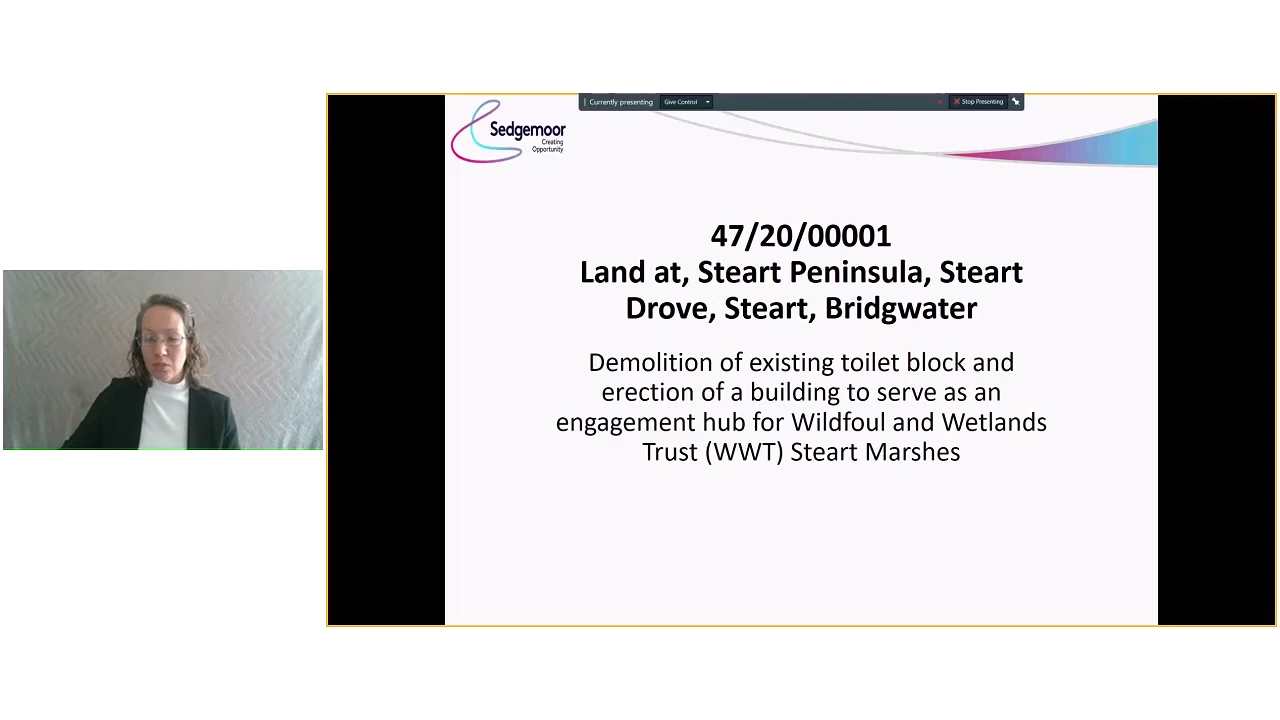 Currently presenting
Give Control
Stop Presenting
Sedgemoor
Creating
Opportunity
47/20/00001
Land at, Steart Peninsula, Steart
Drove, Steart, Bridgwater
Demolition of existing toilet block and
erection of a building to serve as an
engagement hub for Wildfoul and Wetlands
Trust (WWT) Steart Marshes